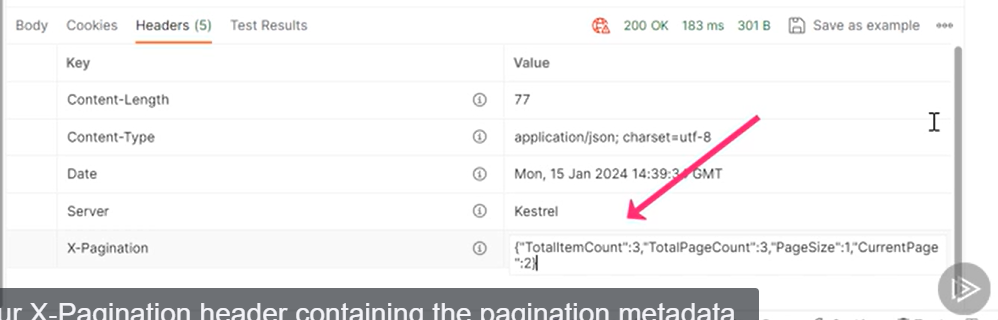 Body Cookies Headers (5) Test Results 200 OK 183 ms 301 B Save as example
Key Value
Content-Length 77
Content-Type application/json; charset=utf-8
Date Mon, 15 Jan 2024 14:39:3 GMT
Server Kestrel
X-Pagination {"TotalItemCount":3,"TotalPageCount":3,"PageSize":1,"CurrentPage
":2}
ur X-Pagination header containing the pagination metadata